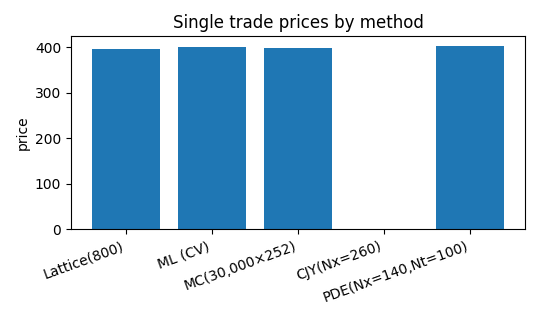 Single trade prices by method
price
400
300
200
100
0
Lattice(800)
ML (CV)
MC(30,000×252)
CJY(Nx=260)
PDE(Nx=140,Nt=100)